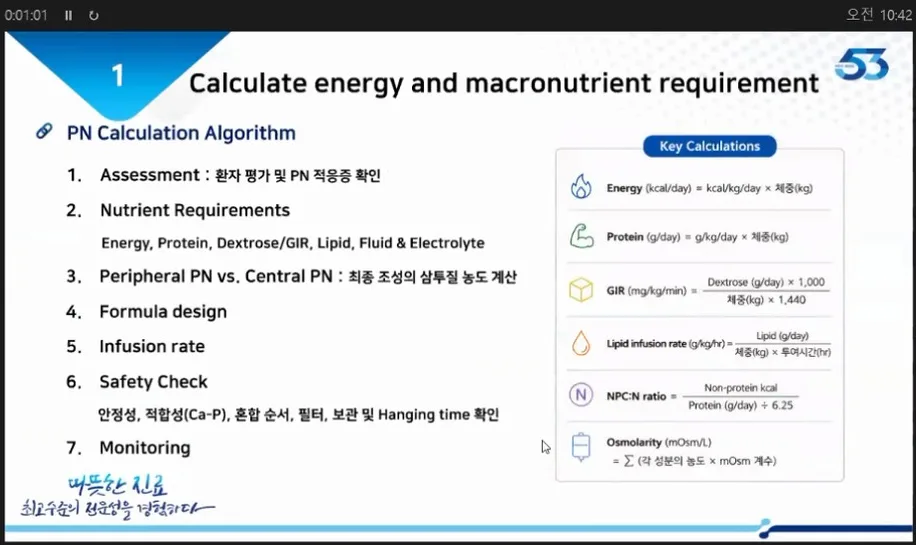 0:01:01
오전 10:42
1
Calculate energy and macronutrient requirement
53
PN Calculation Algorithm
1. Assessment : 환자 평가 및 PN 적응증 확인
2. Nutrient Requirements
Energy, Protein, Dextrose/GIR, Lipid, Fluid & Electrolyte
3. Peripheral PN vs. Central PN : 최종 조성의 삼투질 농도 계산
4. Formula design
5. Infusion rate
6. Safety Check
안정성, 적합성(Ca-P), 혼합 순서, 필터, 보관 및 Hanging time 확인
7. Monitoring
따뜻한 진료
최고수준의 전문성을 경험하다
Key Calculations
Energy (kcal/day) = kcal/kg/day × 체중(kg)
Protein (g/day) = g/kg/day × 체중(kg)
GIR (mg/kg/min) = Dextrose (g/day) × 1,000
체중(kg) × 1,440
Lipid infusion rate (g/kg/hr) = Lipid (g/day)
체중(kg) × 투여시간(hr)
N
NPC:N ratio = Non-protein kcal
Protein (g/day) ÷ 6.25
Osmolarity (mOsm/L)
= ∑ (각 성분의 농도 × mOsm 계수)